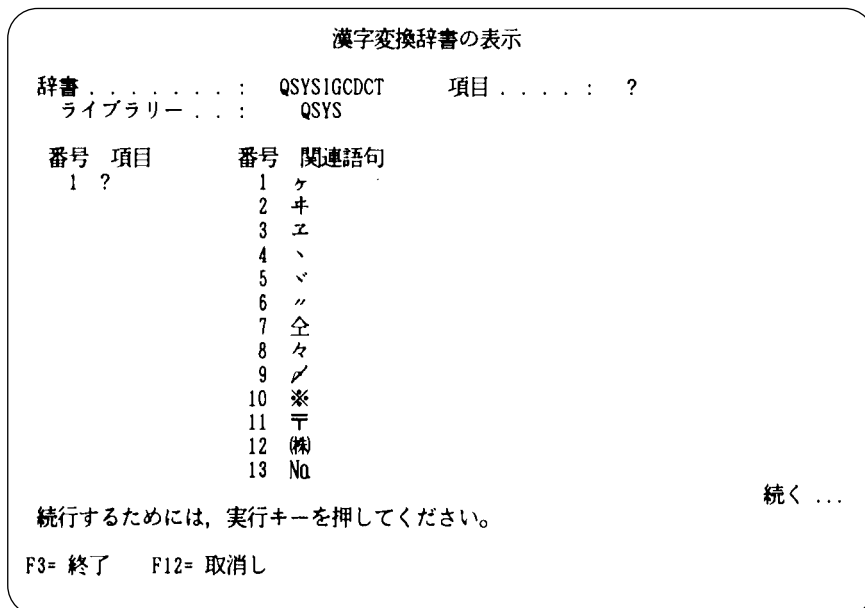 漢字変換辞書の表示
辞書 . . . . . . . : QSYSIGCDCT 項目 . . . . : ?
ライブラリー . . : QSYS
番号 項目 番号 関連語句
1 ? 1 ヶ
2 ヰ
3 ヱ
4 ヽ
5 ヾ
6 〃
7 仝
8 々
9 〆
10 ※
11 〒
12 ㈱
13 №
続く ...
続行するためには, 実行キーを押してください。
F3= 終了 F12= 取消し